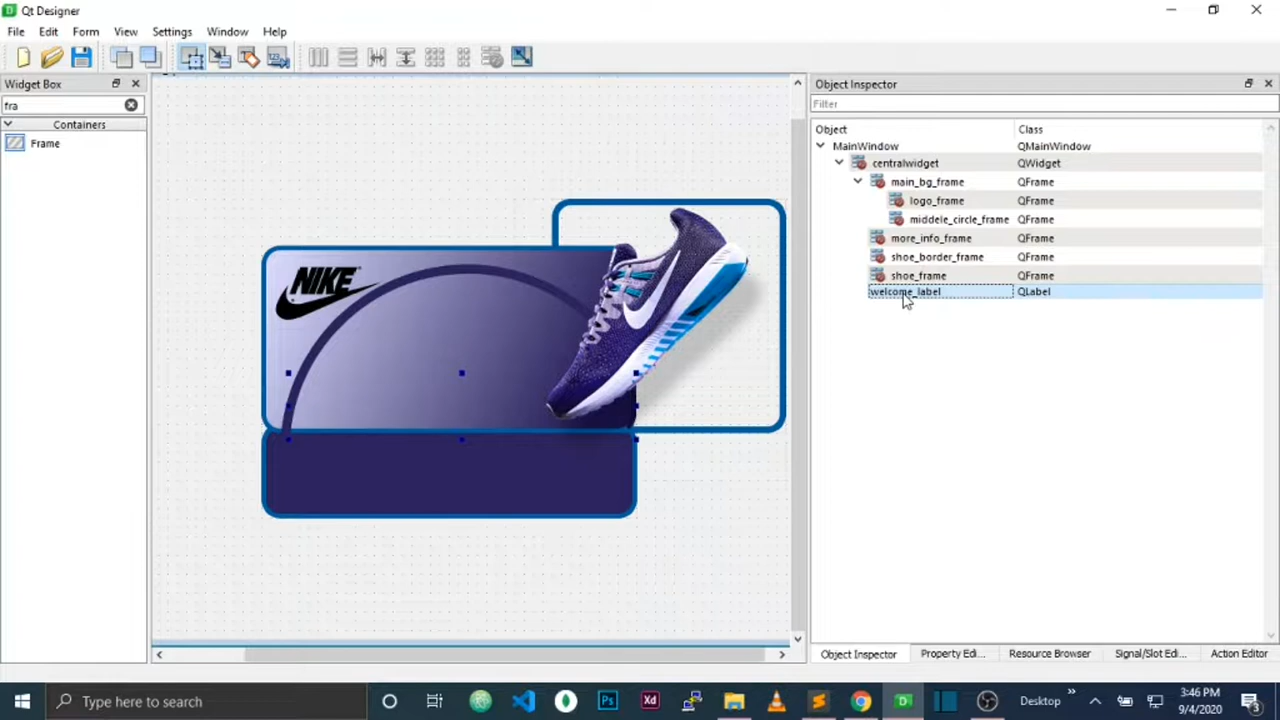 Qt Designer
File Edit Form View Settings Window Help
Widget Box
fra
Containers
Frame
NIKE
Object Inspector
Filter
Object Class
MainWindow QMainWindow
centralwidget QWidget
main_bg_frame QFrame
logo_frame QFrame
middele_circle_frame QFrame
more_info_frame QFrame
shoe_border_frame QFrame
shoe_frame QFrame
welcome_label QLabel
Object Inspector Property Edi... Resource Browser Signal/Slot Edi... Action Editor
Type here to search
Ps
Xd
Desktop
3:46 PM
9/4/2020
3